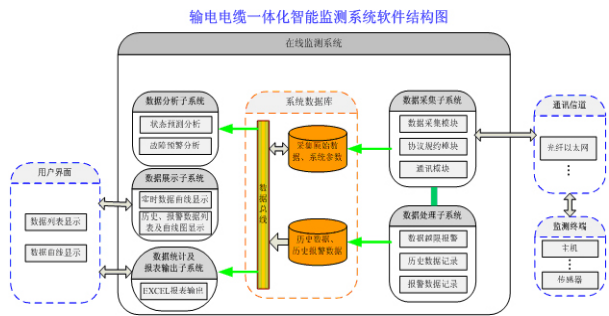 输电电缆一体化智能监测系统软件结构图
在线监测系统
数据分析子系统
状态预测分析
故障预警分析
数据展示子系统
实时数据曲线显示
历史、报警数据列
表及曲线图显示
数据统计及
报表输出子系统
EXCEL报表输出
系统数据库
数据总线
采集原始数
据、系统参数
历史数据、
历史报警数据
数据采集子系统
数据采集模块
协议规约模块
通讯模块
数据处理子系统
数据越限报警
历史数据记录
报警数据记录
用户界面
数据列表显示
数据曲线显示
通讯信道
光纤以太网
⋮
监测终端
主机
⋮
传感器